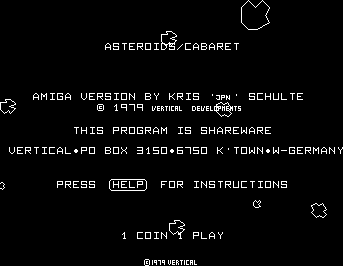 ASTEROIDS/CABARET
AMIGA VERSION BY KRIS 'JPN' SCHULTE
© 1979 VERTICAL DEVELOPMENTS
THIS PROGRAM IS SHAREWARE
VERTICAL•PO BOX 3150•6750 K'TOWN•W-GERMANY
PRESS HELP FOR INSTRUCTIONS
1 COIN 1 PLAY
©1979 VERTICAL